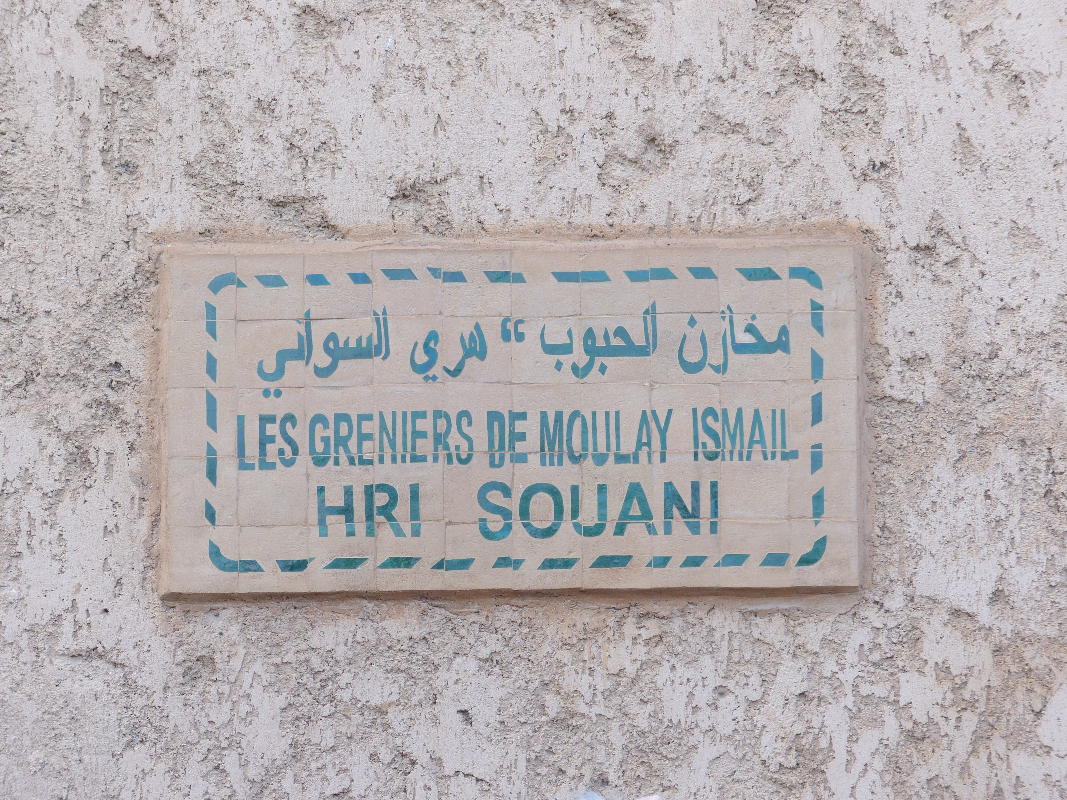 مخازن الحبوب “ هري السواني
LES GRENIERS DE MOULAY ISMAIL
HRI SOUANI